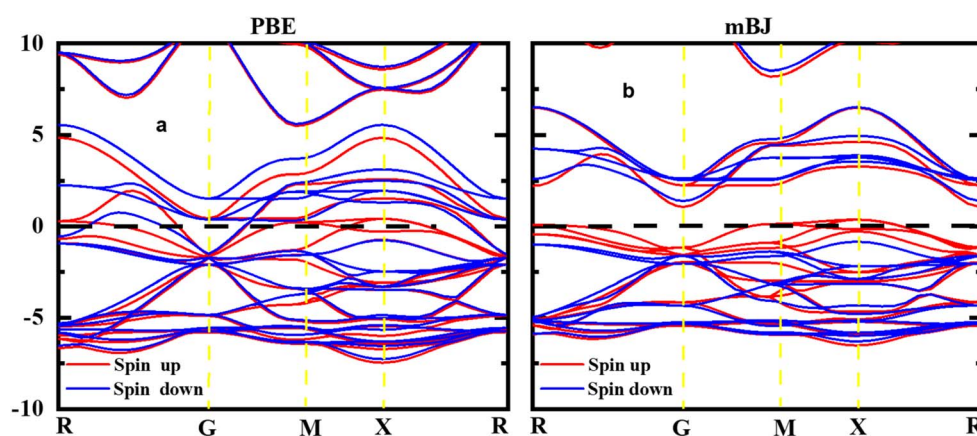 PBE
mBJ
10
5
0
-5
-10
a
b
Spin up
Spin down
Spin up
Spin down
R G M X R
R G M X R